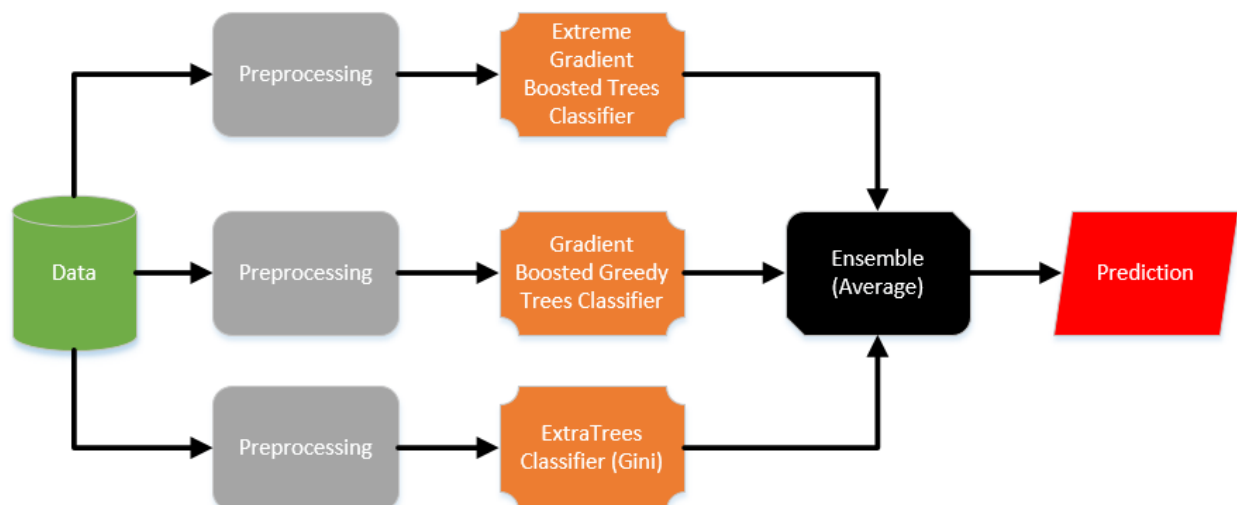 Preprocessing
Extreme
Gradient
Boosted Trees
Classifier
Data
Preprocessing
Gradient
Boosted Greedy
Trees Classifier
Ensemble
(Average)
Prediction
Preprocessing
ExtraTrees
Classifier (Gini)